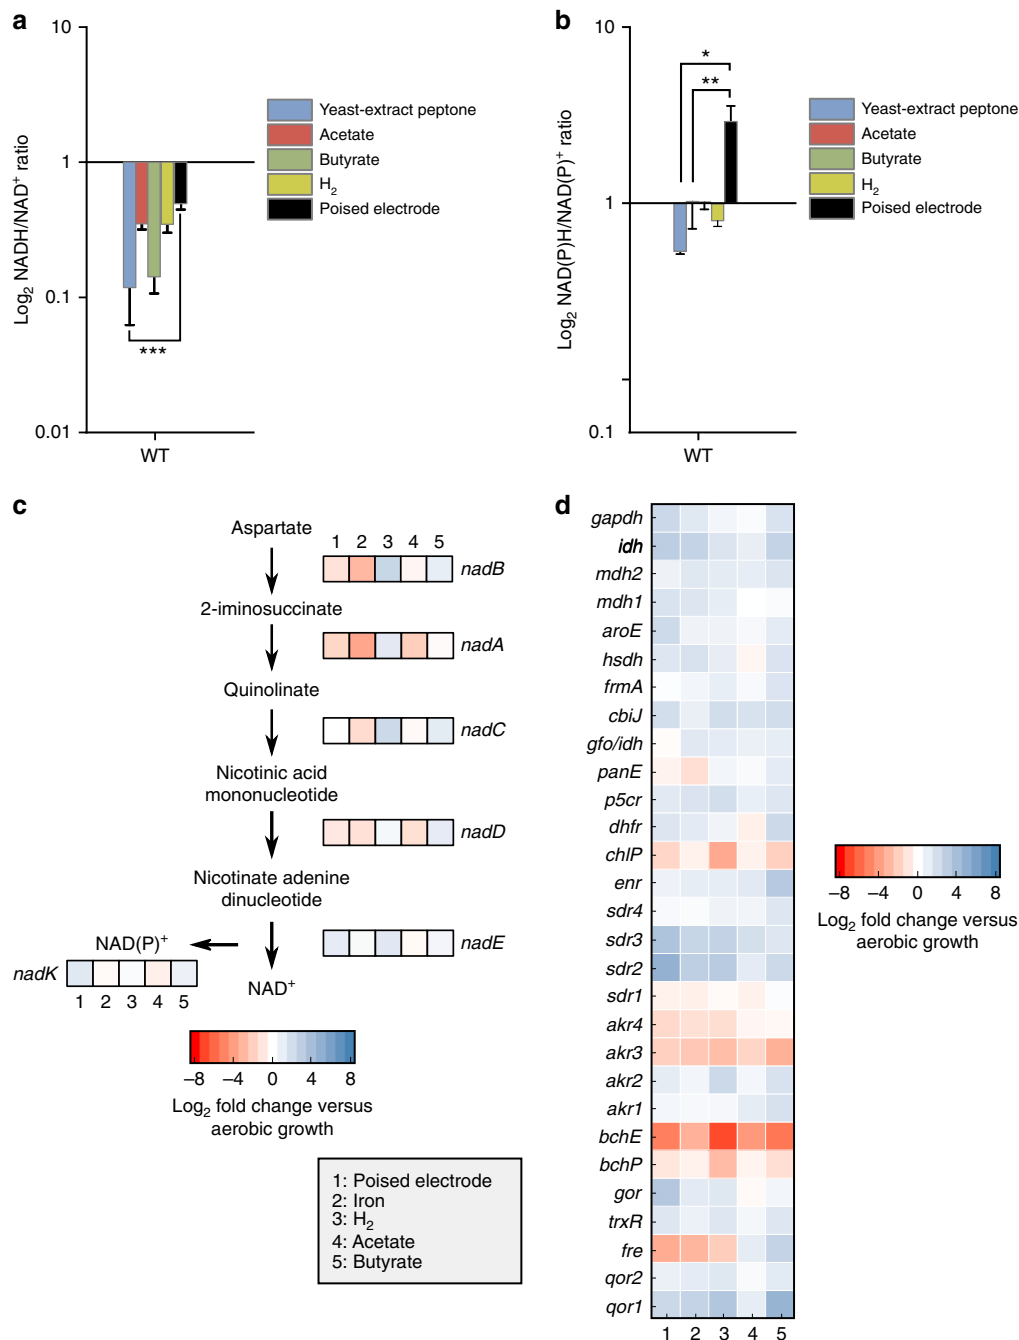 a
10
1
0.1
0.01
Log2 NADH/NAD+ ratio
WT
***
Yeast-extract peptone
Acetate
Butyrate
H2
Poised electrode
b
10
1
0.1
Log2 NAD(P)H/NAD(P)+ ratio
WT
*
**
Yeast-extract peptone
Acetate
Butyrate
H2
Poised electrode
c
Aspartate
1 2 3 4 5
nadB
2-iminosuccinate
nadA
Quinolinate
nadC
Nicotinic acid
mononucleotide
nadD
Nicotinate adenine
dinucleotide
nadE
NAD(P)+
nadK
1 2 3 4 5
NAD+
–8 –4 0 4 8
Log2 fold change versus
aerobic growth
1: Poised electrode
2: Iron
3: H2
4: Acetate
5: Butyrate
d
gapdh
idh
mdh2
mdh1
aroE
hsdh
frmA
cbiJ
gfo/idh
panE
p5cr
dhfr
chlP
enr
sdr4
sdr3
sdr2
sdr1
akr4
akr3
akr2
akr1
bchE
bchP
gor
trxR
fre
qor2
qor1
1 2 3 4 5
–8 –4 0 4 8
Log2 fold change versus
aerobic growth